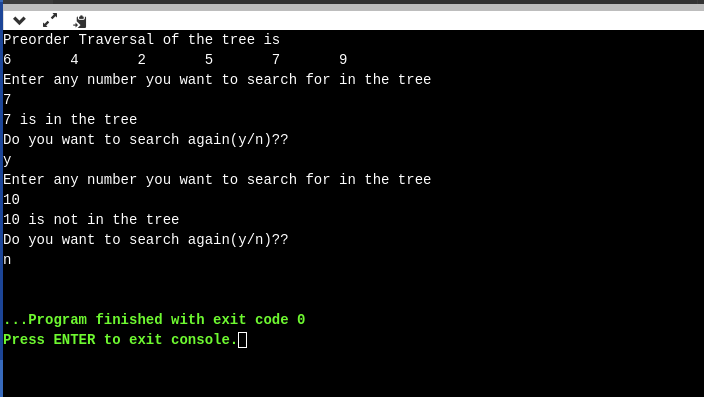 Preorder Traversal of the tree is
6       4       2       5       7       9
Enter any number you want to search for in the tree
7
7 is in the tree
Do you want to search again(y/n)??
y
Enter any number you want to search for in the tree
10
10 is not in the tree
Do you want to search again(y/n)??
n
...Program finished with exit code 0
Press ENTER to exit console.